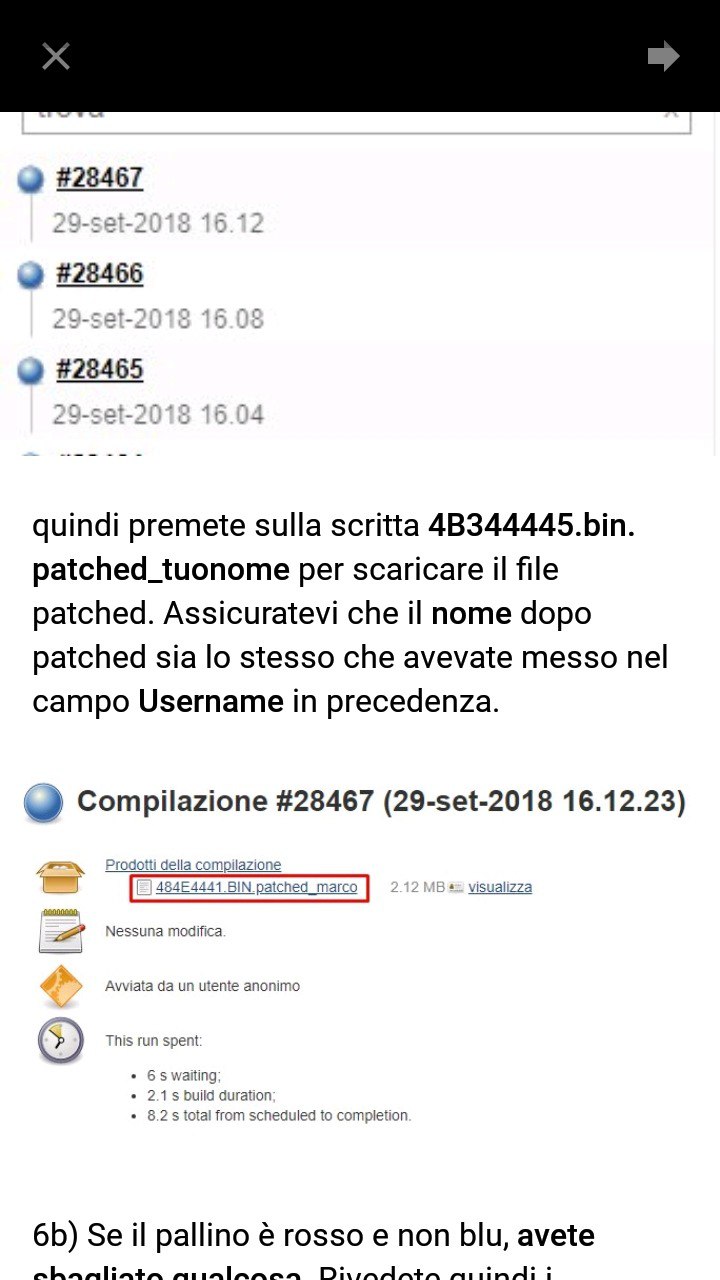 trova x
#28467
29-set-2018 16.12
#28466
29-set-2018 16.08
#28465
29-set-2018 16.04
quindi premete sulla scritta 4B344445.bin.
patched_tuonome per scaricare il file
patched. Assicuratevi che il nome dopo
patched sia lo stesso che avevate messo nel
campo Username in precedenza.
Compilazione #28467 (29-set-2018 16.12.23)
Prodotti della compilazione
484E4441.BIN.patched_marco 2.12 MB visualizza
Nessuna modifica.
Avviata da un utente anonimo
This run spent:
• 6 s waiting;
• 2.1 s build duration;
• 8.2 s total from scheduled to completion.
6b) Se il pallino è rosso e non blu, avete
sbagliato qualcosa. Rivedete quindi i